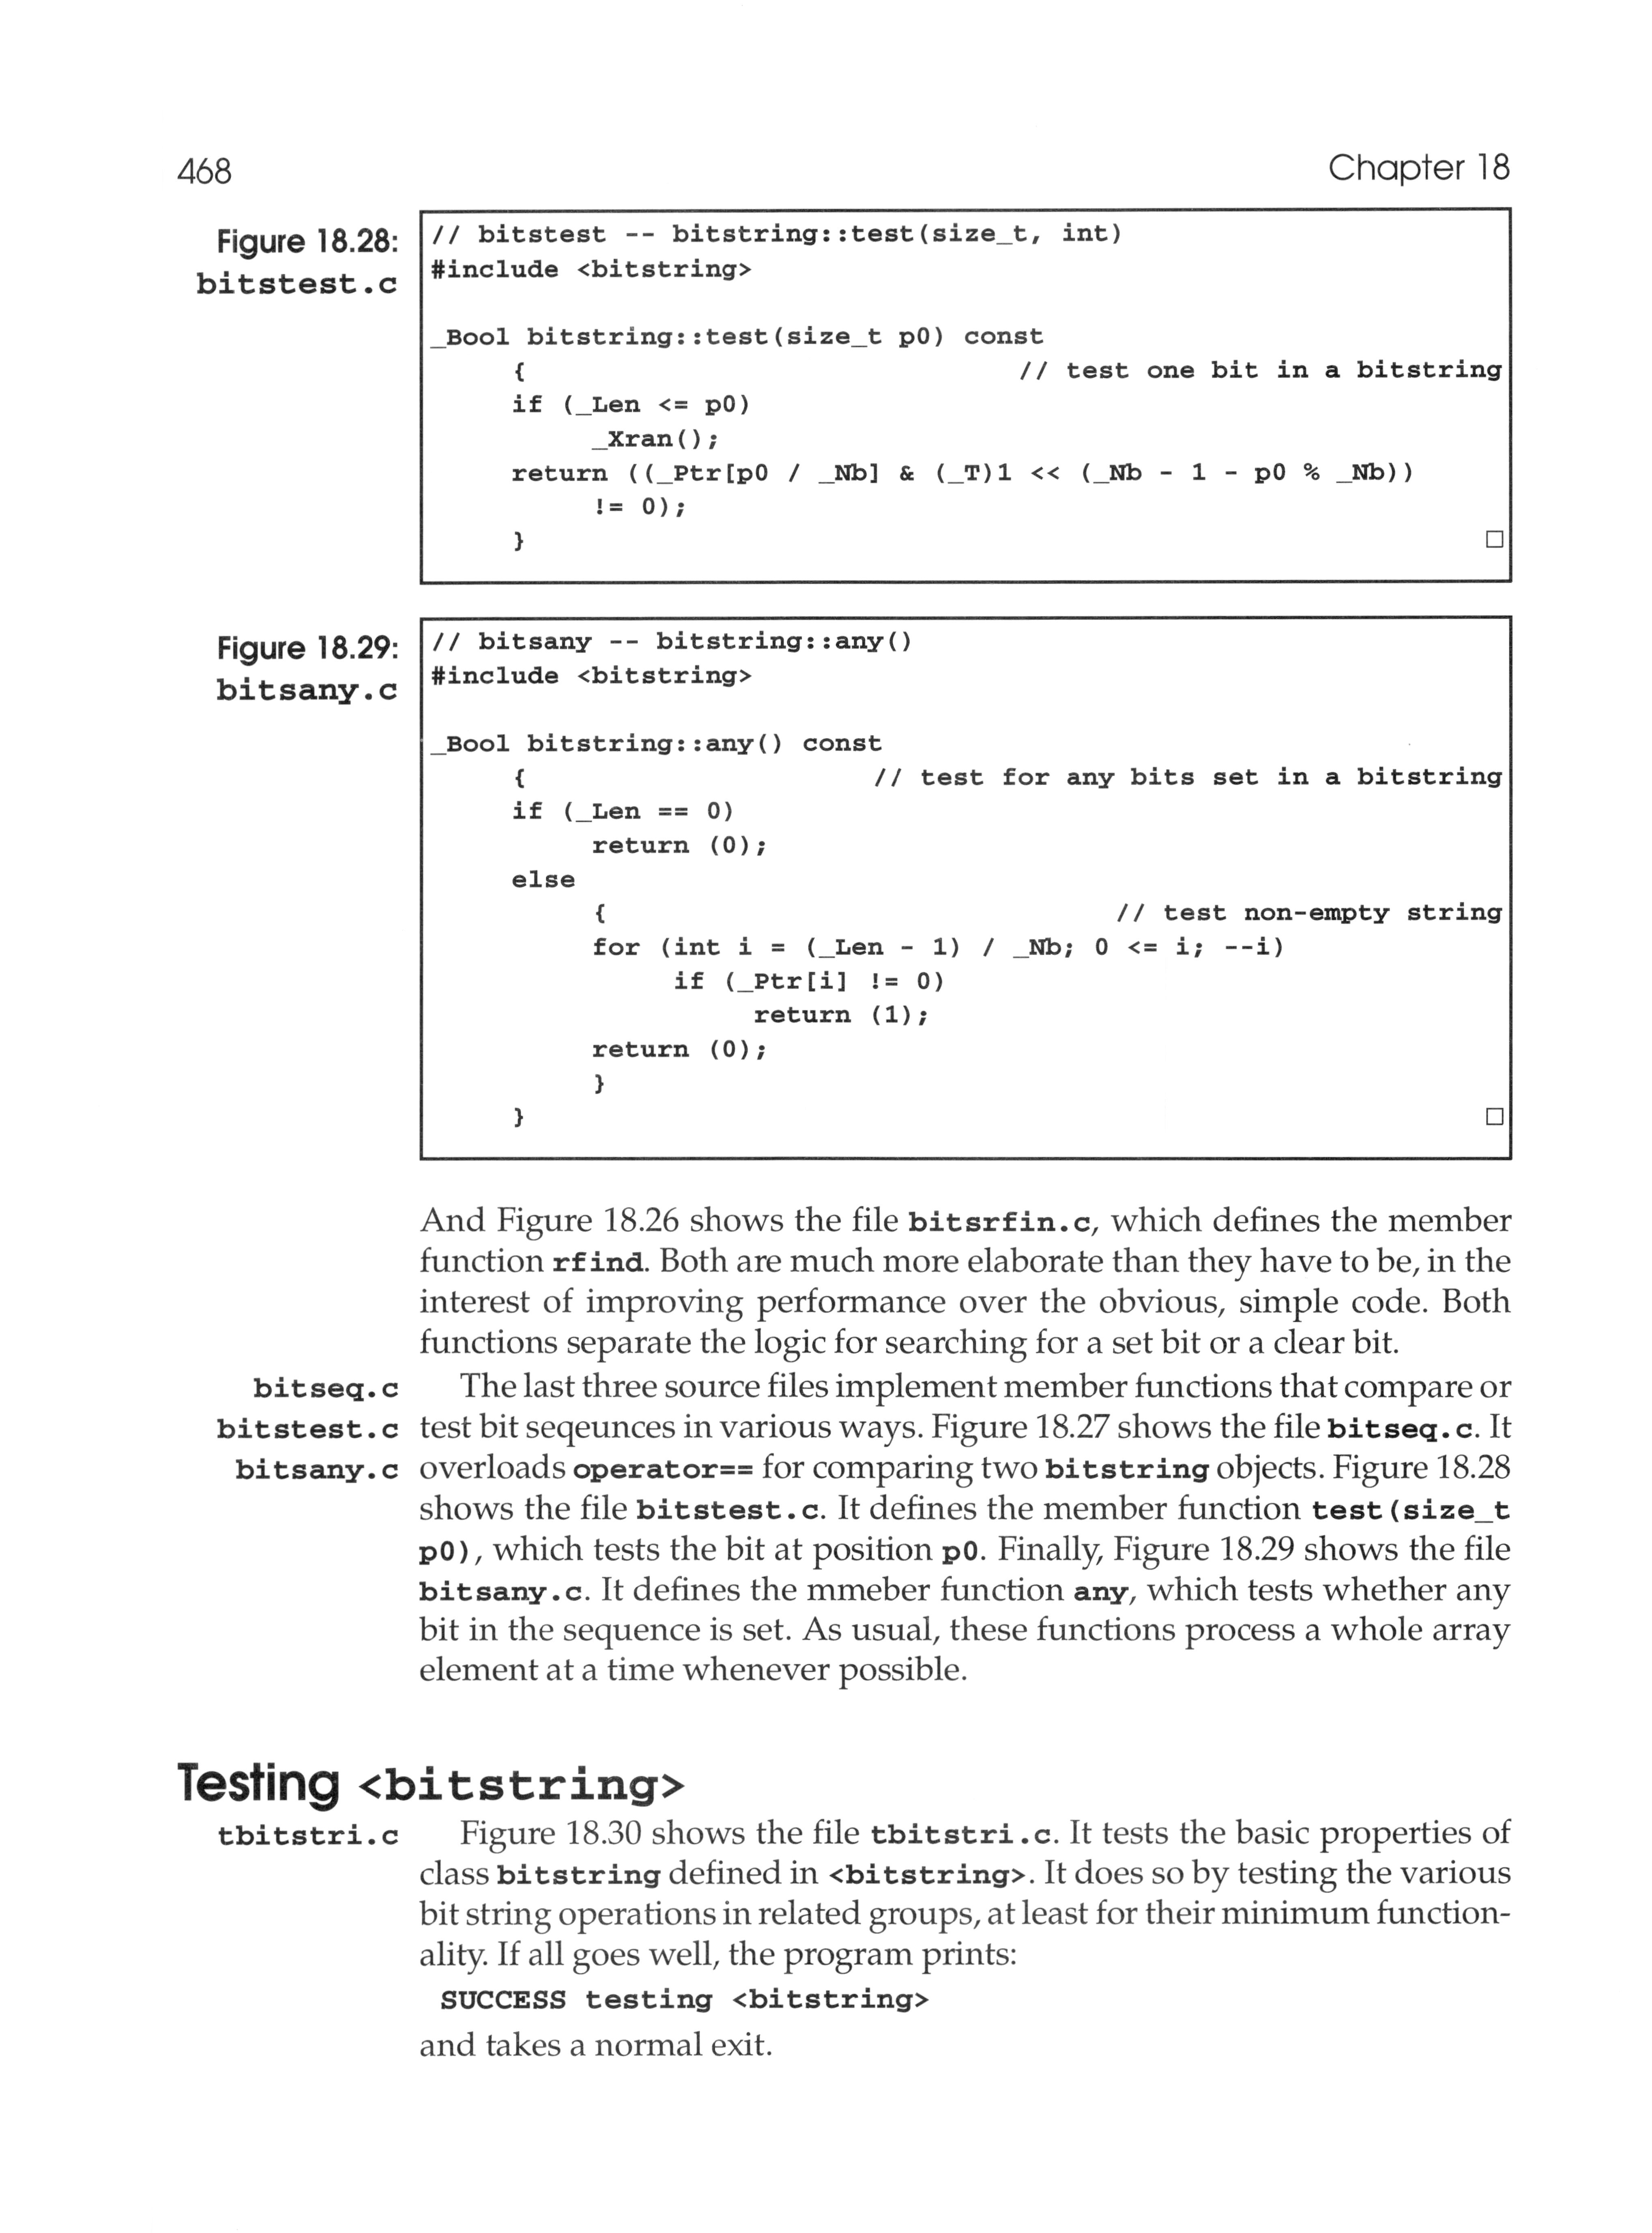 468
Chapter 18
Figure 18.28:
bitstest.c
// bitstest -- bitstring::test(size_t, int)
#include <bitstring>
_Bool bitstring::test(size_t p0) const
{ // test one bit in a bitstring
if (_Len <= p0)
_Xran();
return ((_Ptr[p0 / _Nb] & (_T)1 << (_Nb - 1 - p0 % _Nb))
!= 0);
} □
Figure 18.29:
bitsany.c
// bitsany -- bitstring::any()
#include <bitstring>
_Bool bitstring::any() const
{ // test for any bits set in a bitstring
if (_Len == 0)
return (0);
else
{ // test non-empty string
for (int i = (_Len - 1) / _Nb; 0 <= i; --i)
if (_Ptr[i] != 0)
return (1);
return (0);
}
} □
And Figure 18.26 shows the file bitsrfin.c, which defines the member
function rfind. Both are much more elaborate than they have to be, in the
interest of improving performance over the obvious, simple code. Both
functions separate the logic for searching for a set bit or a clear bit.
bitseq.c The last three source files implement member functions that compare or
bitstest.c test bit seqeunces in various ways. Figure 18.27 shows the file bitseq.c. It
bitsany.c overloads operator== for comparing two bitstring objects. Figure 18.28
shows the file bitstest.c. It defines the member function test(size_t
p0), which tests the bit at position p0. Finally, Figure 18.29 shows the file
bitsany.c. It defines the mmeber function any, which tests whether any
bit in the sequence is set. As usual, these functions process a whole array
element at a time whenever possible.
Testing <bitstring>
tbitstri.c Figure 18.30 shows the file tbitstri.c. It tests the basic properties of
class bitstring defined in <bitstring>. It does so by testing the various
bit string operations in related groups, at least for their minimum function-
ality. If all goes well, the program prints:
SUCCESS testing <bitstring>
and takes a normal exit.